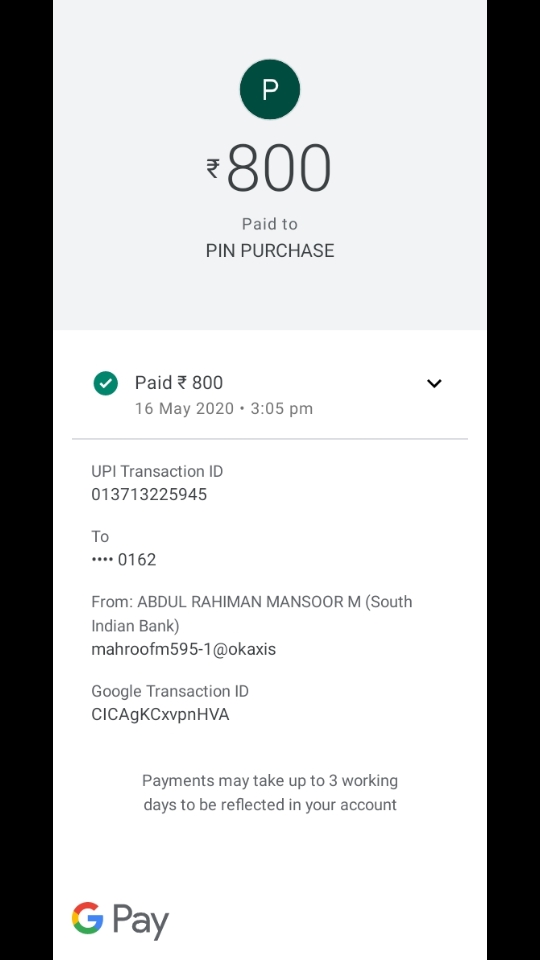 P
₹800
Paid to
PIN PURCHASE
Paid ₹ 800
16 May 2020 • 3:05 pm
UPI Transaction ID
013713225945
To
•••• 0162
From: ABDUL RAHIMAN MANSOOR M (South
Indian Bank)
mahroofm595-1@okaxis
Google Transaction ID
CICAgKCxvpnHVA
Payments may take up to 3 working
days to be reflected in your account
G Pay